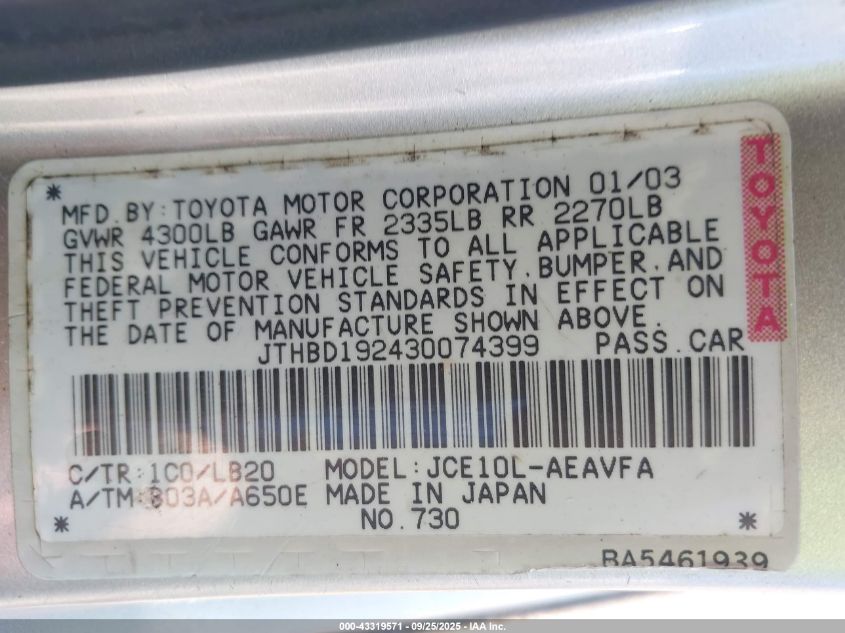 MFD. BY: TOYOTA MOTOR CORPORATION 01/03
GVWR 4300LB GAWR FR 2335LB RR 2270LB
THIS VEHICLE CONFORMS TO ALL APPLICABLE
FEDERAL MOTOR VEHICLE SAFETY, BUMPER, AND
THEFT PREVENTION STANDARDS IN EFFECT ON
THE DATE OF MANUFACTURE SHOWN ABOVE.
JTHBD192430074399 PASS. CAR
TOYOTA
C/TR: 1C0/LB20 MODEL: JCE10L-AEAVFA
A/TM: B03A/A650E MADE IN JAPAN
NO. 730
BA5461939
000-43319571 - 09/25/2025 - IAA Inc.